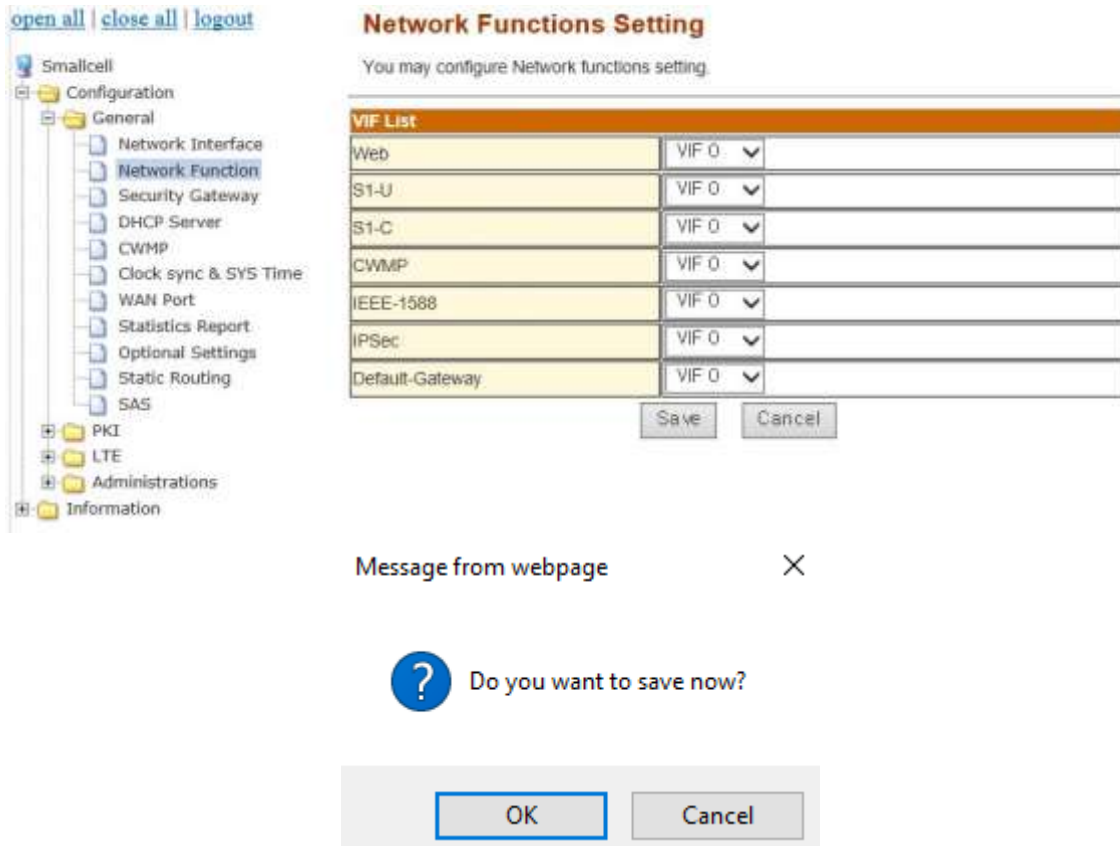 open all | close all | logout
Smallcell
Configuration
General
Network Interface
Network Function
Security Gateway
DHCP Server
CWMP
Clock sync & SYS Time
WAN Port
Statistics Report
Optional Settings
Static Routing
SAS
PKI
LTE
Administrations
Information
Network Functions Setting
You may configure Network functions setting.
VIF List
Web VIF 0
S1-U VIF 0
S1-C VIF 0
CWMP VIF 0
IEEE-1588 VIF 0
IPSec VIF 0
Default-Gateway VIF 0
Save Cancel
Message from webpage
Do you want to save now?
OK Cancel